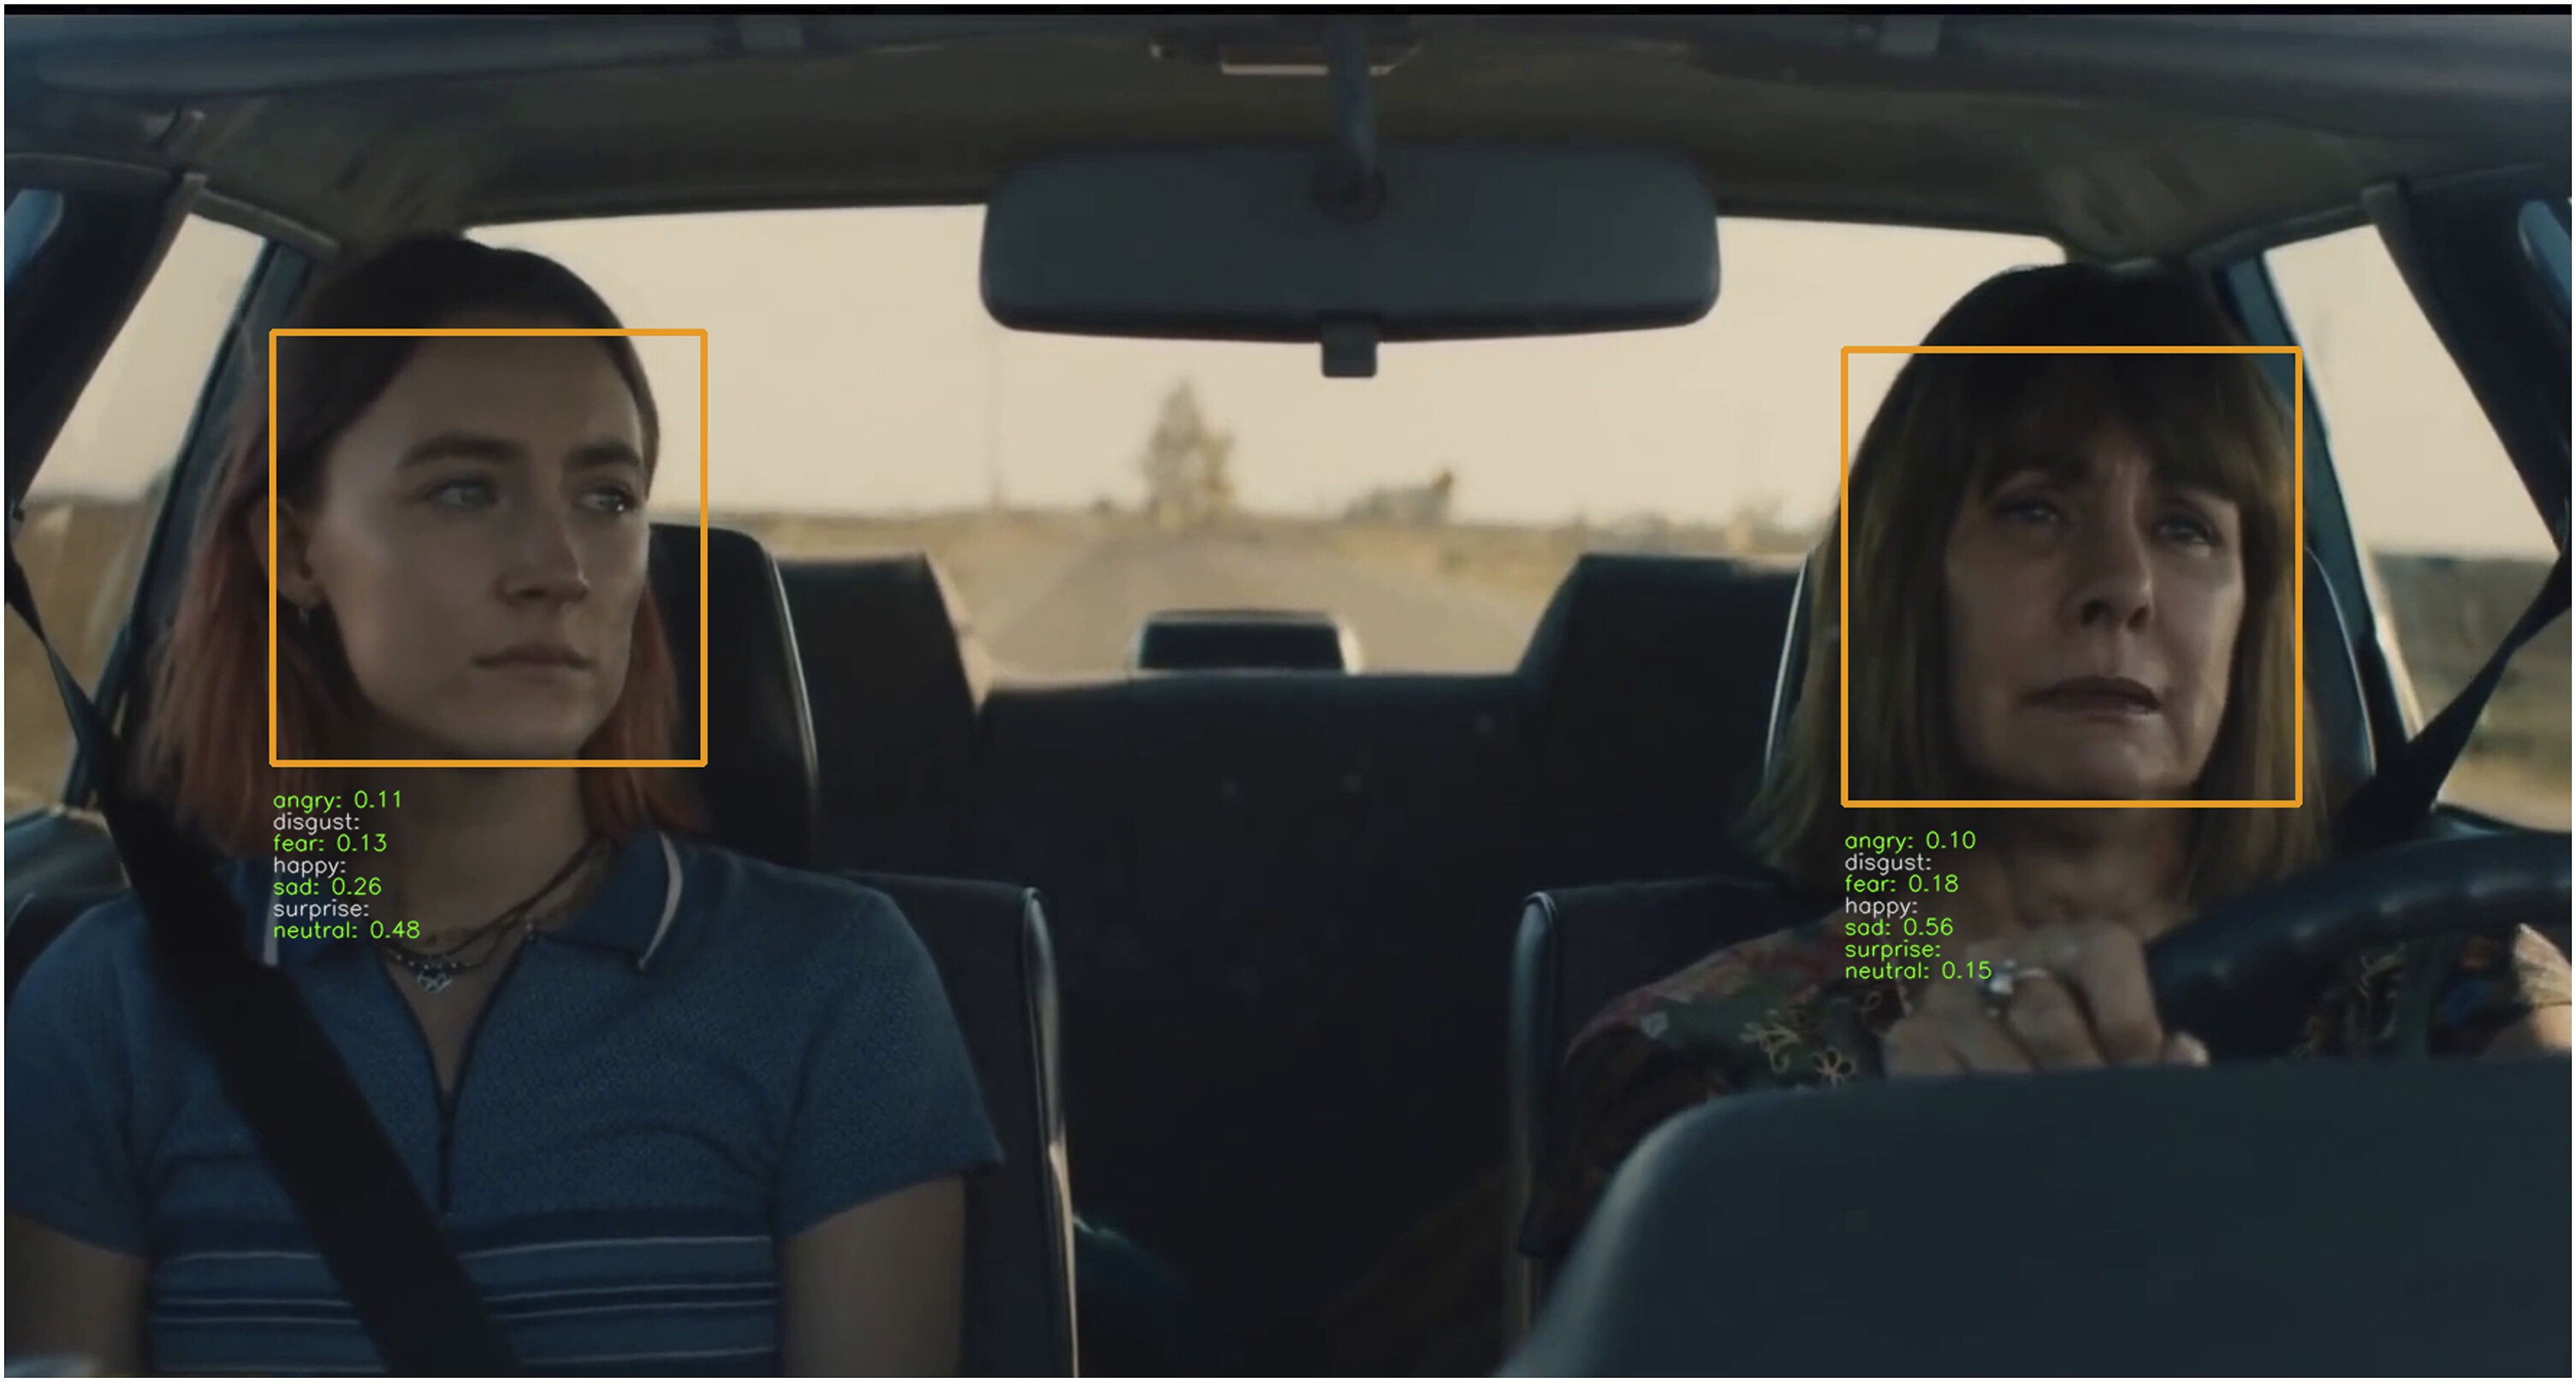 angry: 0.11
disgust:
fear: 0.13
happy:
sad: 0.26
surprise:
neutral: 0.48
angry: 0.10
disgust:
fear: 0.18
happy:
sad: 0.56
surprise:
neutral: 0.15